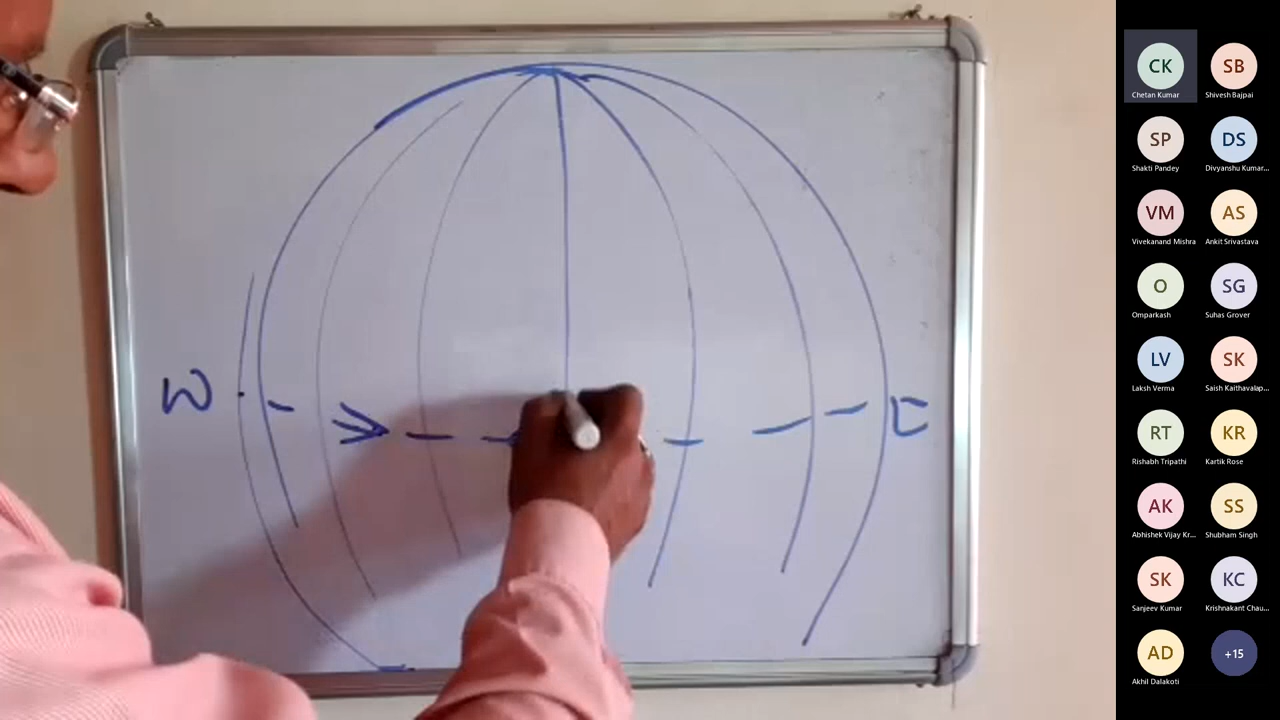 W
E
CK
Chetan Kumar
SB
Shivesh Bajpai
SP
Shakti Pandey
DS
Divyanshu Kumar...
VM
Vivekanand Mishra
AS
Ankit Srivastava
O
Omparkash
SG
Suhas Grover
LV
Laksh Verma
SK
Saish Kaithavalap...
RT
Rishabh Tripathi
KR
Kartik Rose
AK
Abhishek Vijay Kr...
SS
Shubham Singh
SK
Sanjeev Kumar
KC
Krishnakant Chau...
AD
Akhil Dalakoti
+15